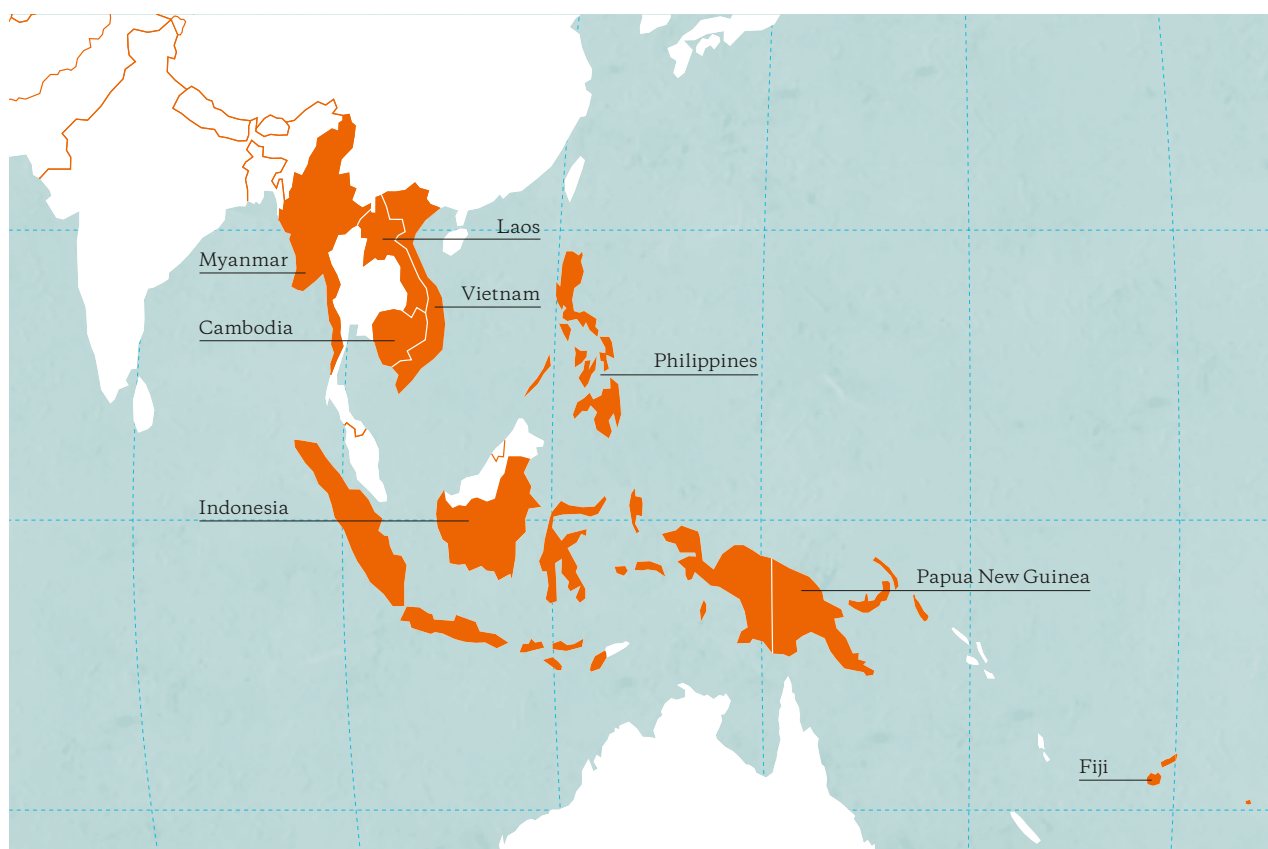 Laos
Myanmar
Vietnam
Cambodia
Philippines
Indonesia
Papua New Guinea
Fiji